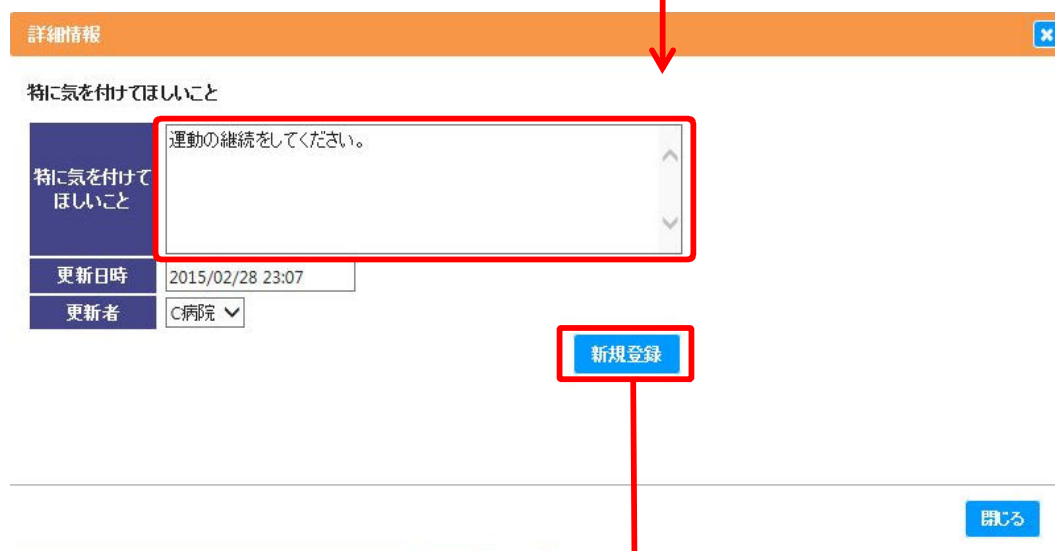 詳細情報
特に気を付けてほしいこと
特に気を付けて
ほしいこと
運動の継続をしてください。
更新日時
2015/02/28 23:07
更新者
C病院
新規登録
閉じる